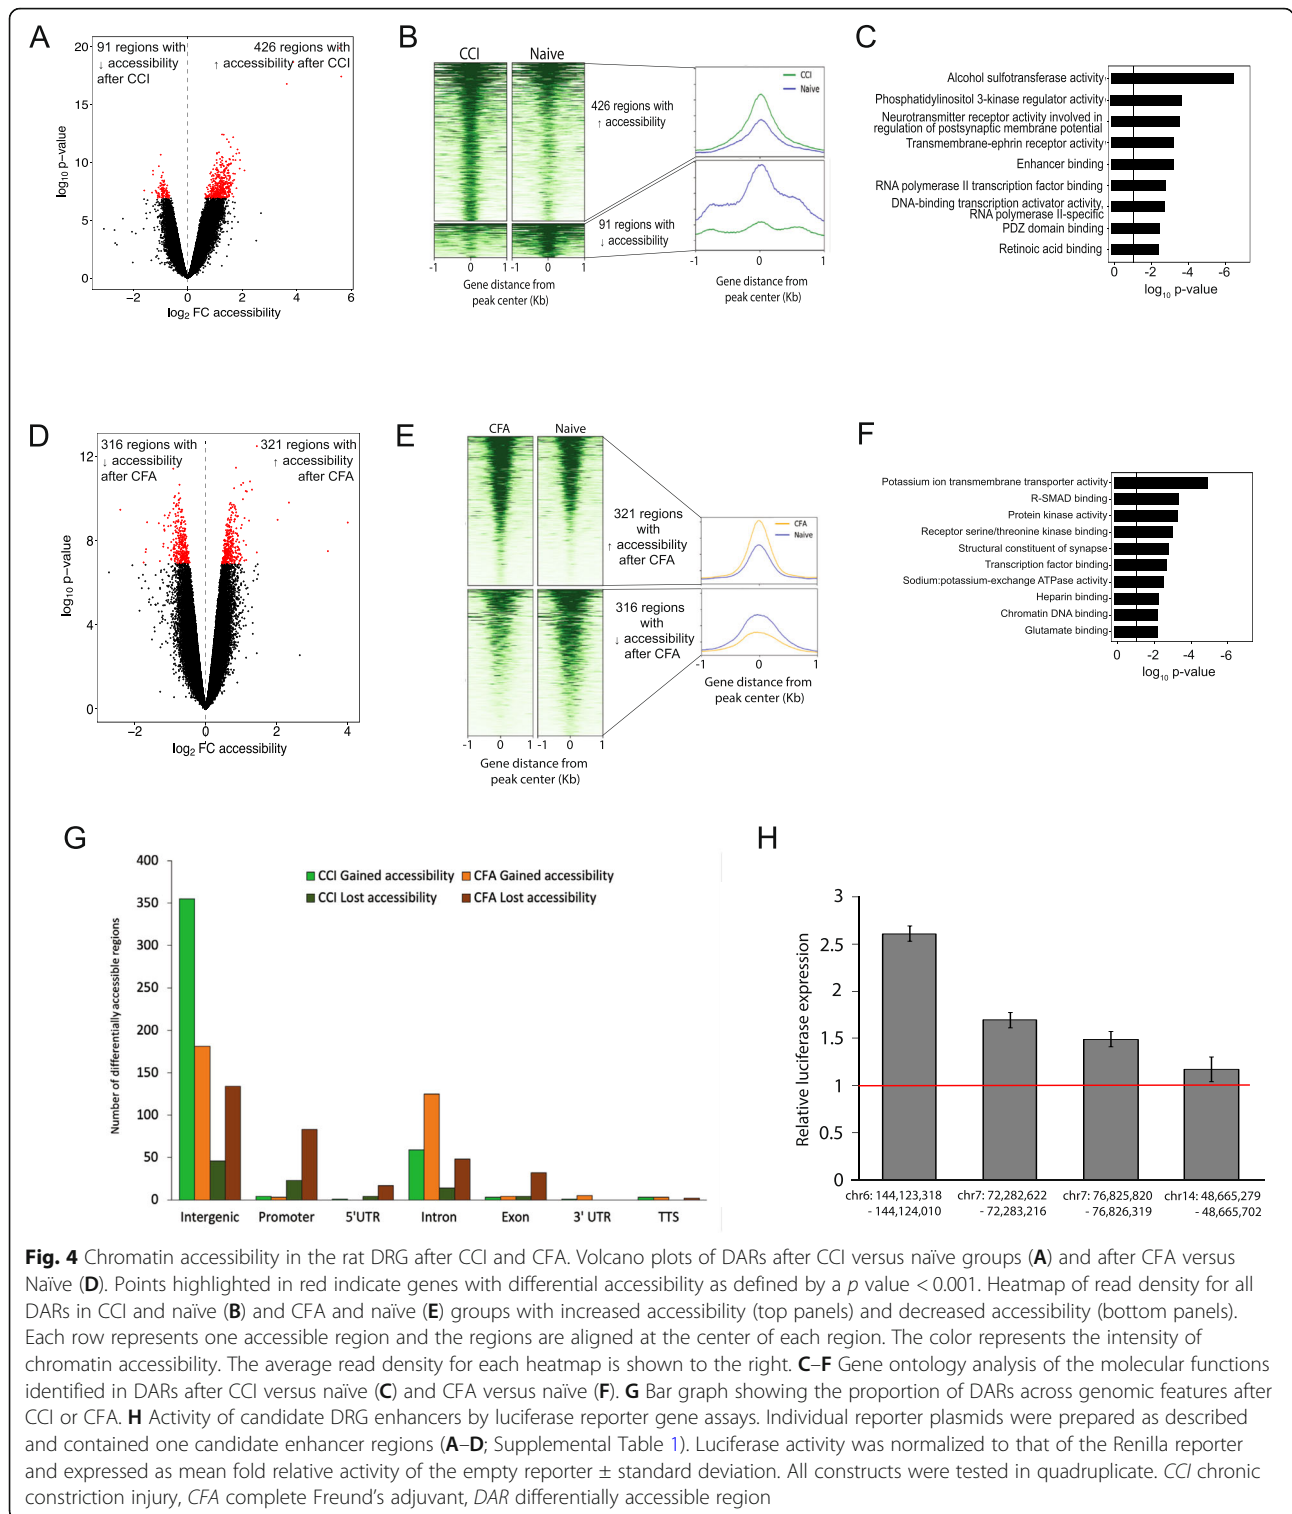 A
91 regions with
↓ accessibility
after CCI
426 regions with
↑ accessibility after CCI
20
15
10
5
0
log10 p−value
−2
0
2
4
6
log2 FC accessibility
B
CCI
Naive
426 regions with
↑ accessibility
91 regions with
↓ accessibility
CCI
Naive
-1
0
1
-1
0
1
Gene distance from
peak center (Kb)
-1
0
1
Gene distance from
peak center (Kb)
C
Alcohol sulfotransferase activity
Phosphatidylinositol 3-kinase regulator activity
Neurotransmitter receptor activity involved in
regulation of postsynaptic membrane potential
Transmembrane-ephrin receptor activity
Enhancer binding
RNA polymerase II transcription factor binding
DNA-binding transcription activator activity,
RNA polymerase II-specific
PDZ domain binding
Retinoic acid binding
0
-2
-4
-6
log10 p-value
D
316 regions with
↓ accessibility
after CFA
321 regions with
↑ accessibility
after CFA
12
8
4
0
log10 p−value
−2
0
2
4
log2 FC accessibility
E
CFA
Naive
321 regions
with
↑ accessibility
after CFA
316 regions
with
↓ accessibility
after CFA
CFA
Naive
-1
0
1
-1
0
1
Gene distance from
peak center (Kb)
-1
0
1
Gene distance from
peak center (Kb)
F
Potassium ion transmembrane transporter activity
R-SMAD binding
Protein kinase activity
Receptor serine/threonine kinase binding
Structural constituent of synapse
Transcription factor binding
Sodium:potassium-exchange ATPase activity
Heparin binding
Chromatin DNA binding
Glutamate binding
0
-2
-4
-6
log10 p-value
G
400
350
300
250
200
150
100
50
0
Number of differentially accessible regions
CCI Gained accessibility
CFA Gained accessibility
CCI Lost accessibility
CFA Lost accessibility
Intergenic
Promoter
5'UTR
Intron
Exon
3' UTR
TTS
H
3
2.5
2
1.5
1
0.5
0
Relative luciferase expression
chr6: 144,123,318
- 144,124,010
chr7: 72,282,622
- 72,283,216
chr7: 76,825,820
- 76,826,319
chr14: 48,665,279
- 48,665,702
Fig. 4 Chromatin accessibility in the rat DRG after CCI and CFA. Volcano plots of DARs after CCI versus naïve groups (A) and after CFA versus
Naïve (D). Points highlighted in red indicate genes with differential accessibility as defined by a p value < 0.001. Heatmap of read density for all
DARs in CCI and naïve (B) and CFA and naïve (E) groups with increased accessibility (top panels) and decreased accessibility (bottom panels).
Each row represents one accessible region and the regions are aligned at the center of each region. The color represents the intensity of
chromatin accessibility. The average read density for each heatmap is shown to the right. C–F Gene ontology analysis of the molecular functions
identified in DARs after CCI versus naïve (C) and CFA versus naïve (F). G Bar graph showing the proportion of DARs across genomic features after
CCI or CFA. H Activity of candidate DRG enhancers by luciferase reporter gene assays. Individual reporter plasmids were prepared as described
and contained one candidate enhancer regions (A–D; Supplemental Table 1). Luciferase activity was normalized to that of the Renilla reporter
and expressed as mean fold relative activity of the empty reporter ± standard deviation. All constructs were tested in quadruplicate. CCI chronic
constriction injury, CFA complete Freund's adjuvant, DAR differentially accessible region